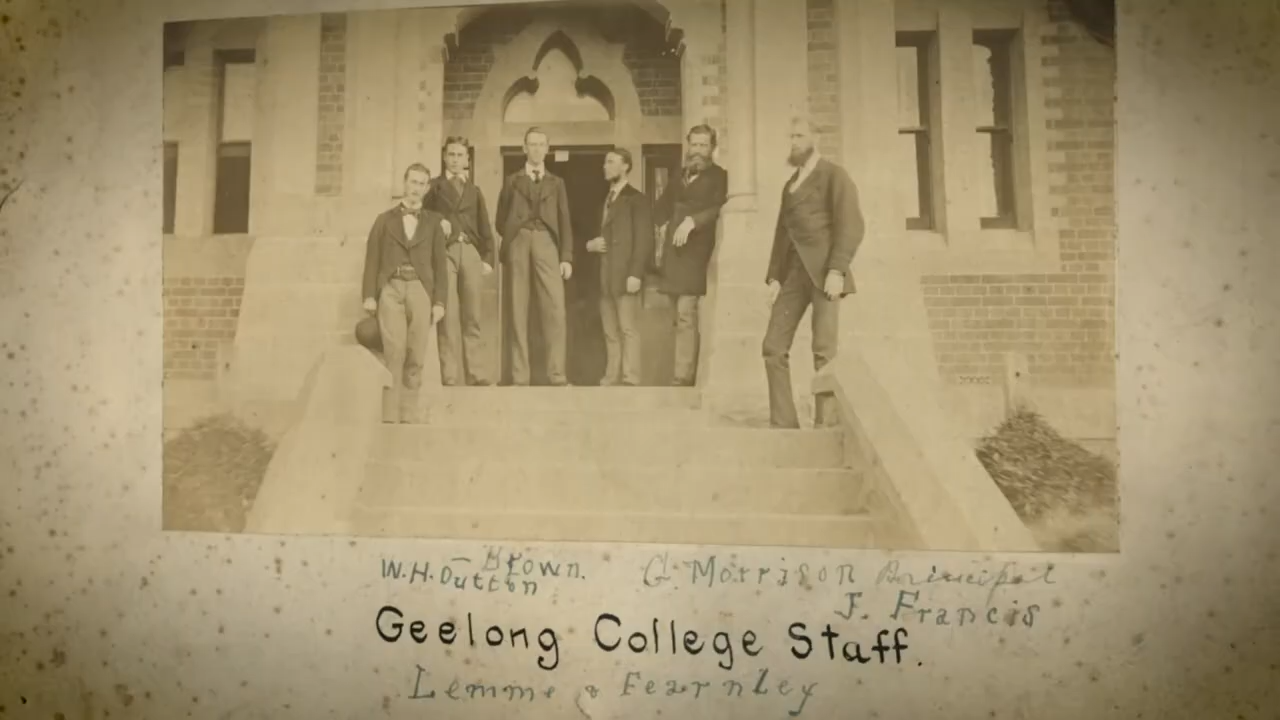 — Brown.
W.H. Dutton
G. Morrison Principal
J. Francis
Geelong College Staff.
Lemme & Fearnley